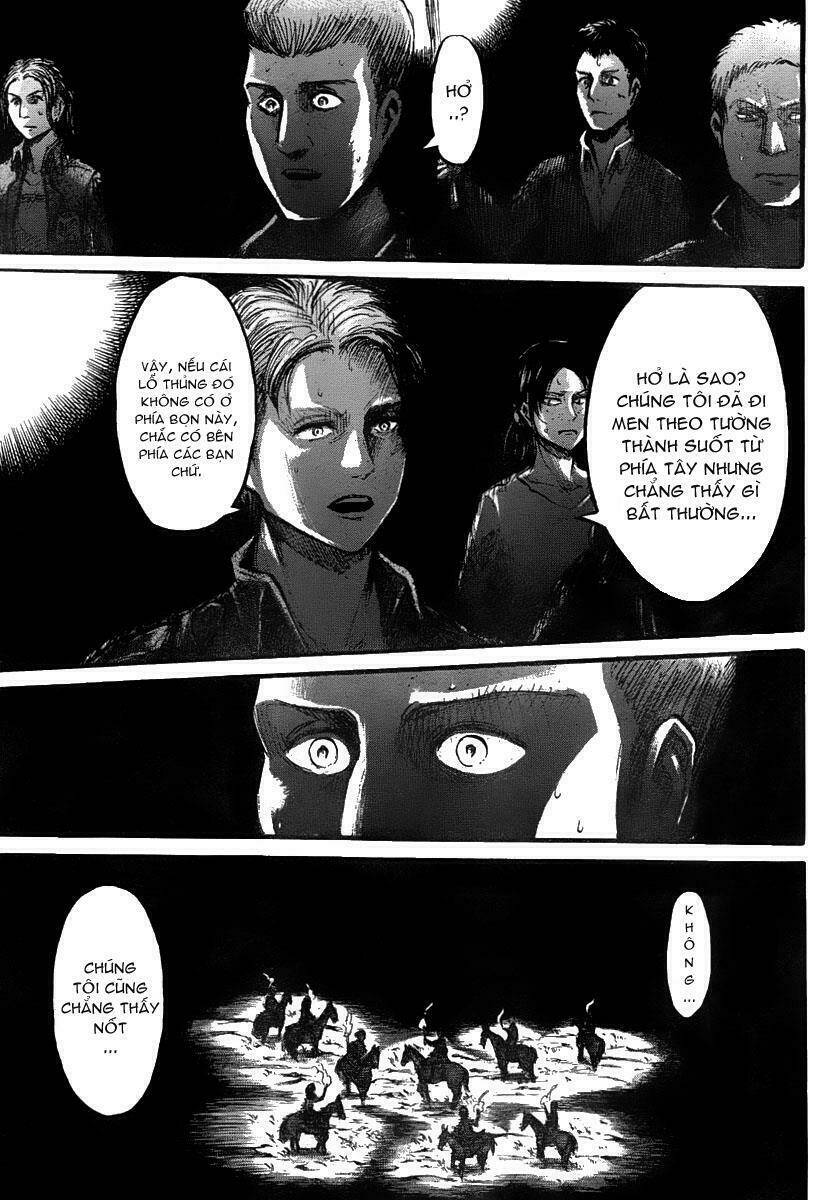 HỞ
..?
HỞ LÀ SAO?
CHÚNG TÔI ĐÃ ĐI
MEN THEO TƯỜNG
THÀNH SUỐT TỪ
PHÍA TÂY NHƯNG
CHẲNG THẤY GÌ
BẤT THƯỜNG...
VẬY, NẾU CÁI
LỖ THỦNG ĐÓ
KHÔNG CÓ Ở
PHÍA BỌN NÀY,
CHẮC CÓ BÊN
PHÍA CÁC BẠN
CHỨ.
KHÔNG...
CHÚNG
TÔI CŨNG
CHẲNG THẤY
NỐT
...